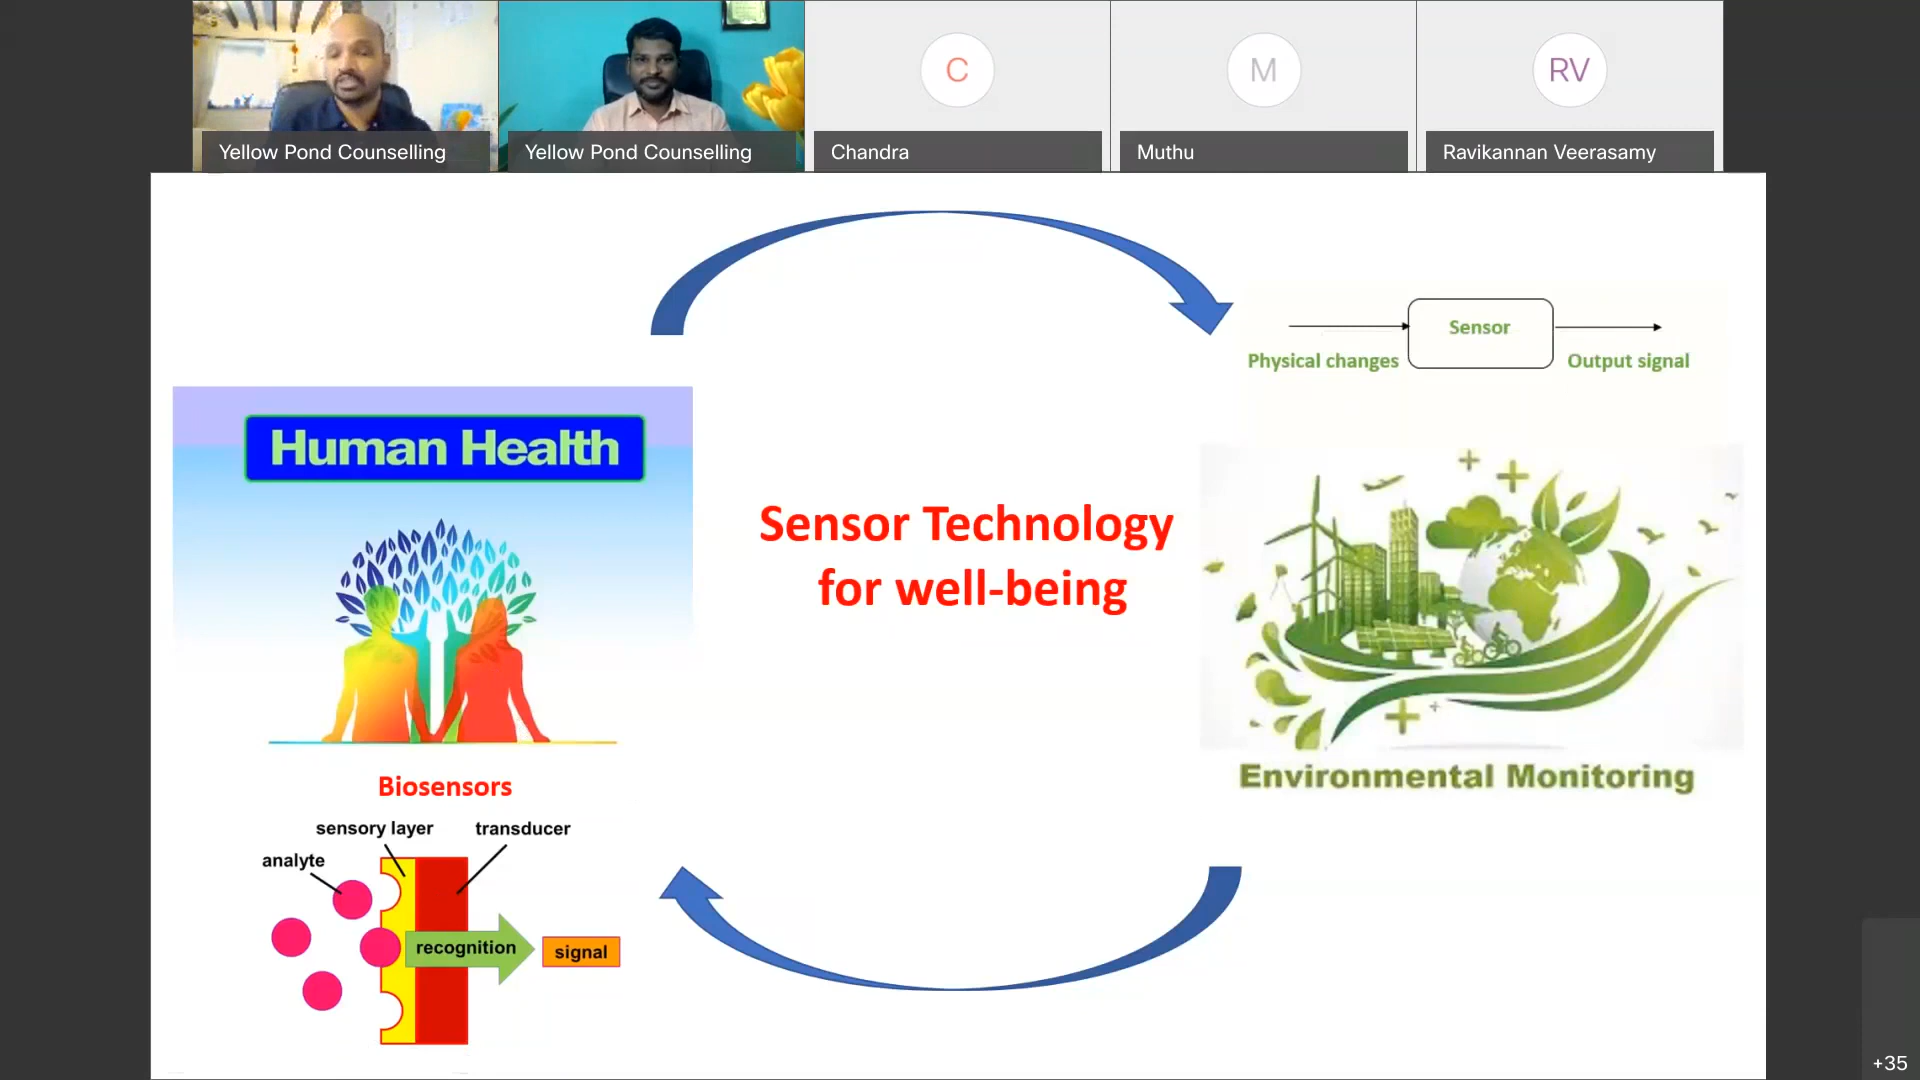 Yellow Pond Counselling
Yellow Pond Counselling
C
Chandra
M
Muthu
RV
Ravikannan Veerasamy
Sensor
Physical changes
Output signal
Human Health
Sensor Technology
for well-being
Environmental Monitoring
Biosensors
sensory layer
transducer
analyte
recognition
signal
+35